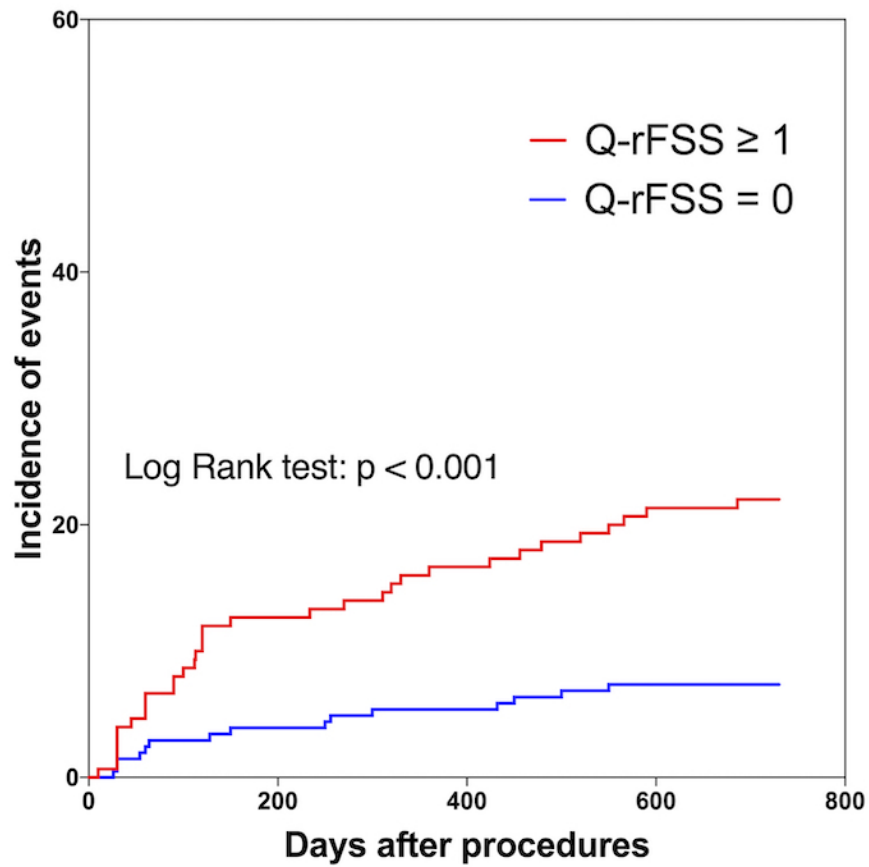 60
Q-rFSS ≥ 1
Q-rFSS = 0
40
Incidence of events
Log Rank test: p < 0.001
20
0
0 200 400 600 800
Days after procedures